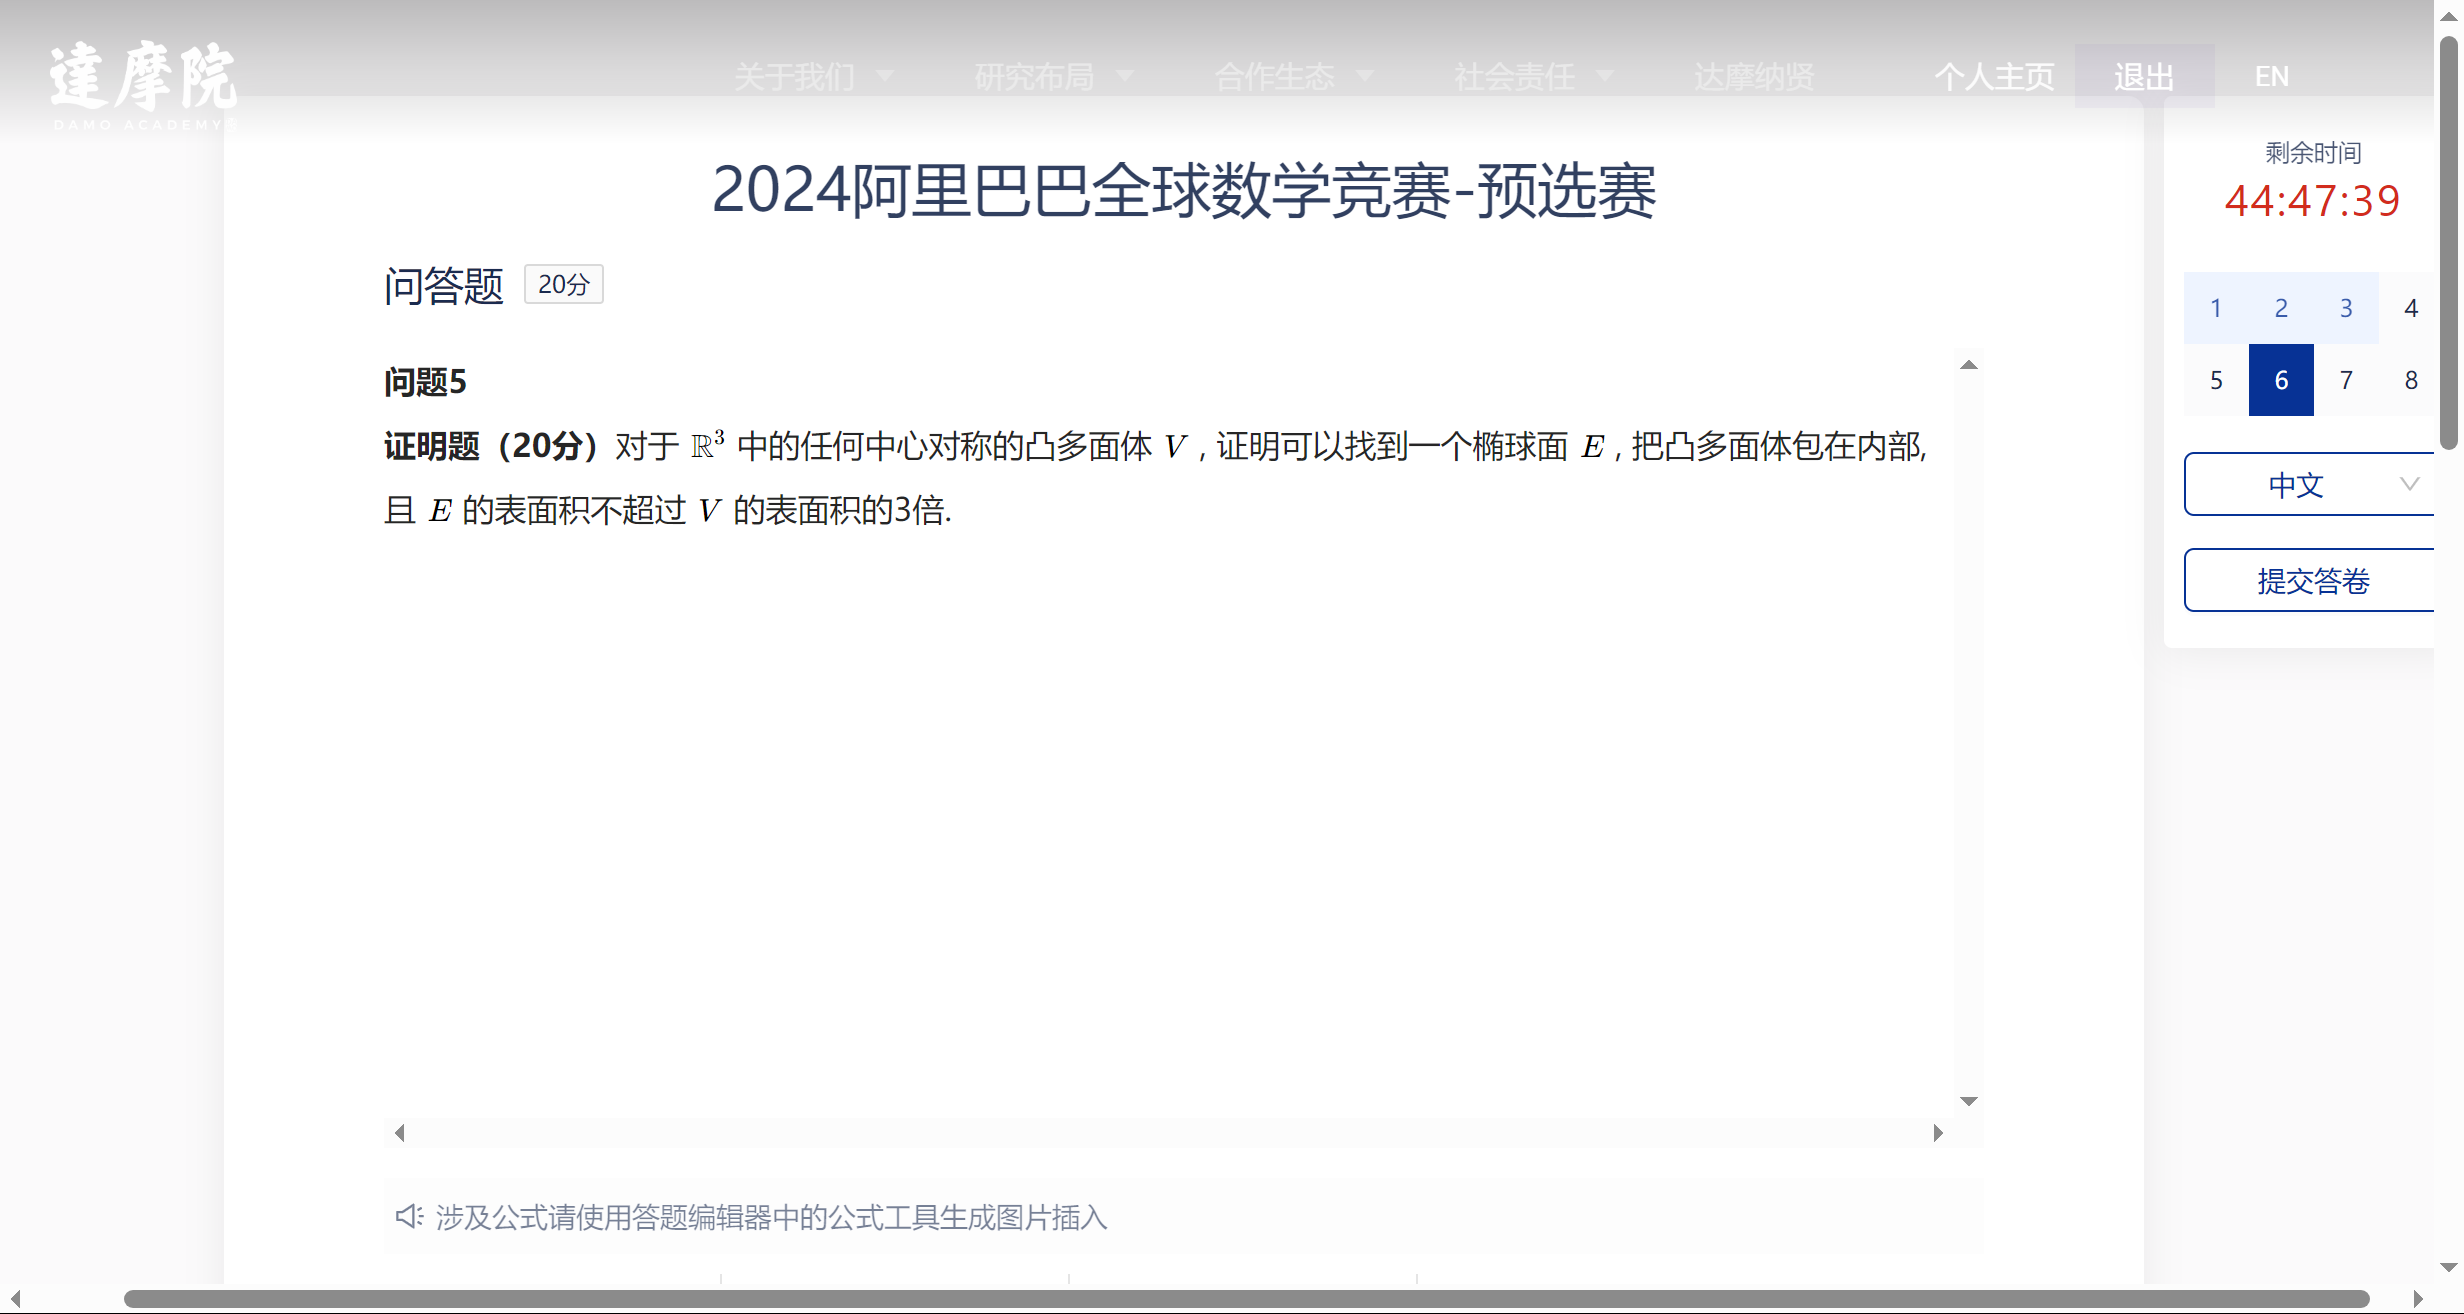 達摩院
DAMO ACADEMY
关于我们 研究布局 合作生态 社会责任 达摩纳贤 个人主页 退出 EN
2024阿里巴巴全球数学竞赛-预选赛
问答题 20分
问题5
证明题（20分）对于 ℝ³ 中的任何中心对称的凸多面体 V , 证明可以找到一个椭球面 E , 把凸多面体包在内部,
且 E 的表面积不超过 V 的表面积的3倍.
涉及公式请使用答题编辑器中的公式工具生成图片插入
剩余时间
44:47:39
1 2 3 4
5 6 7 8
中文
提交答卷